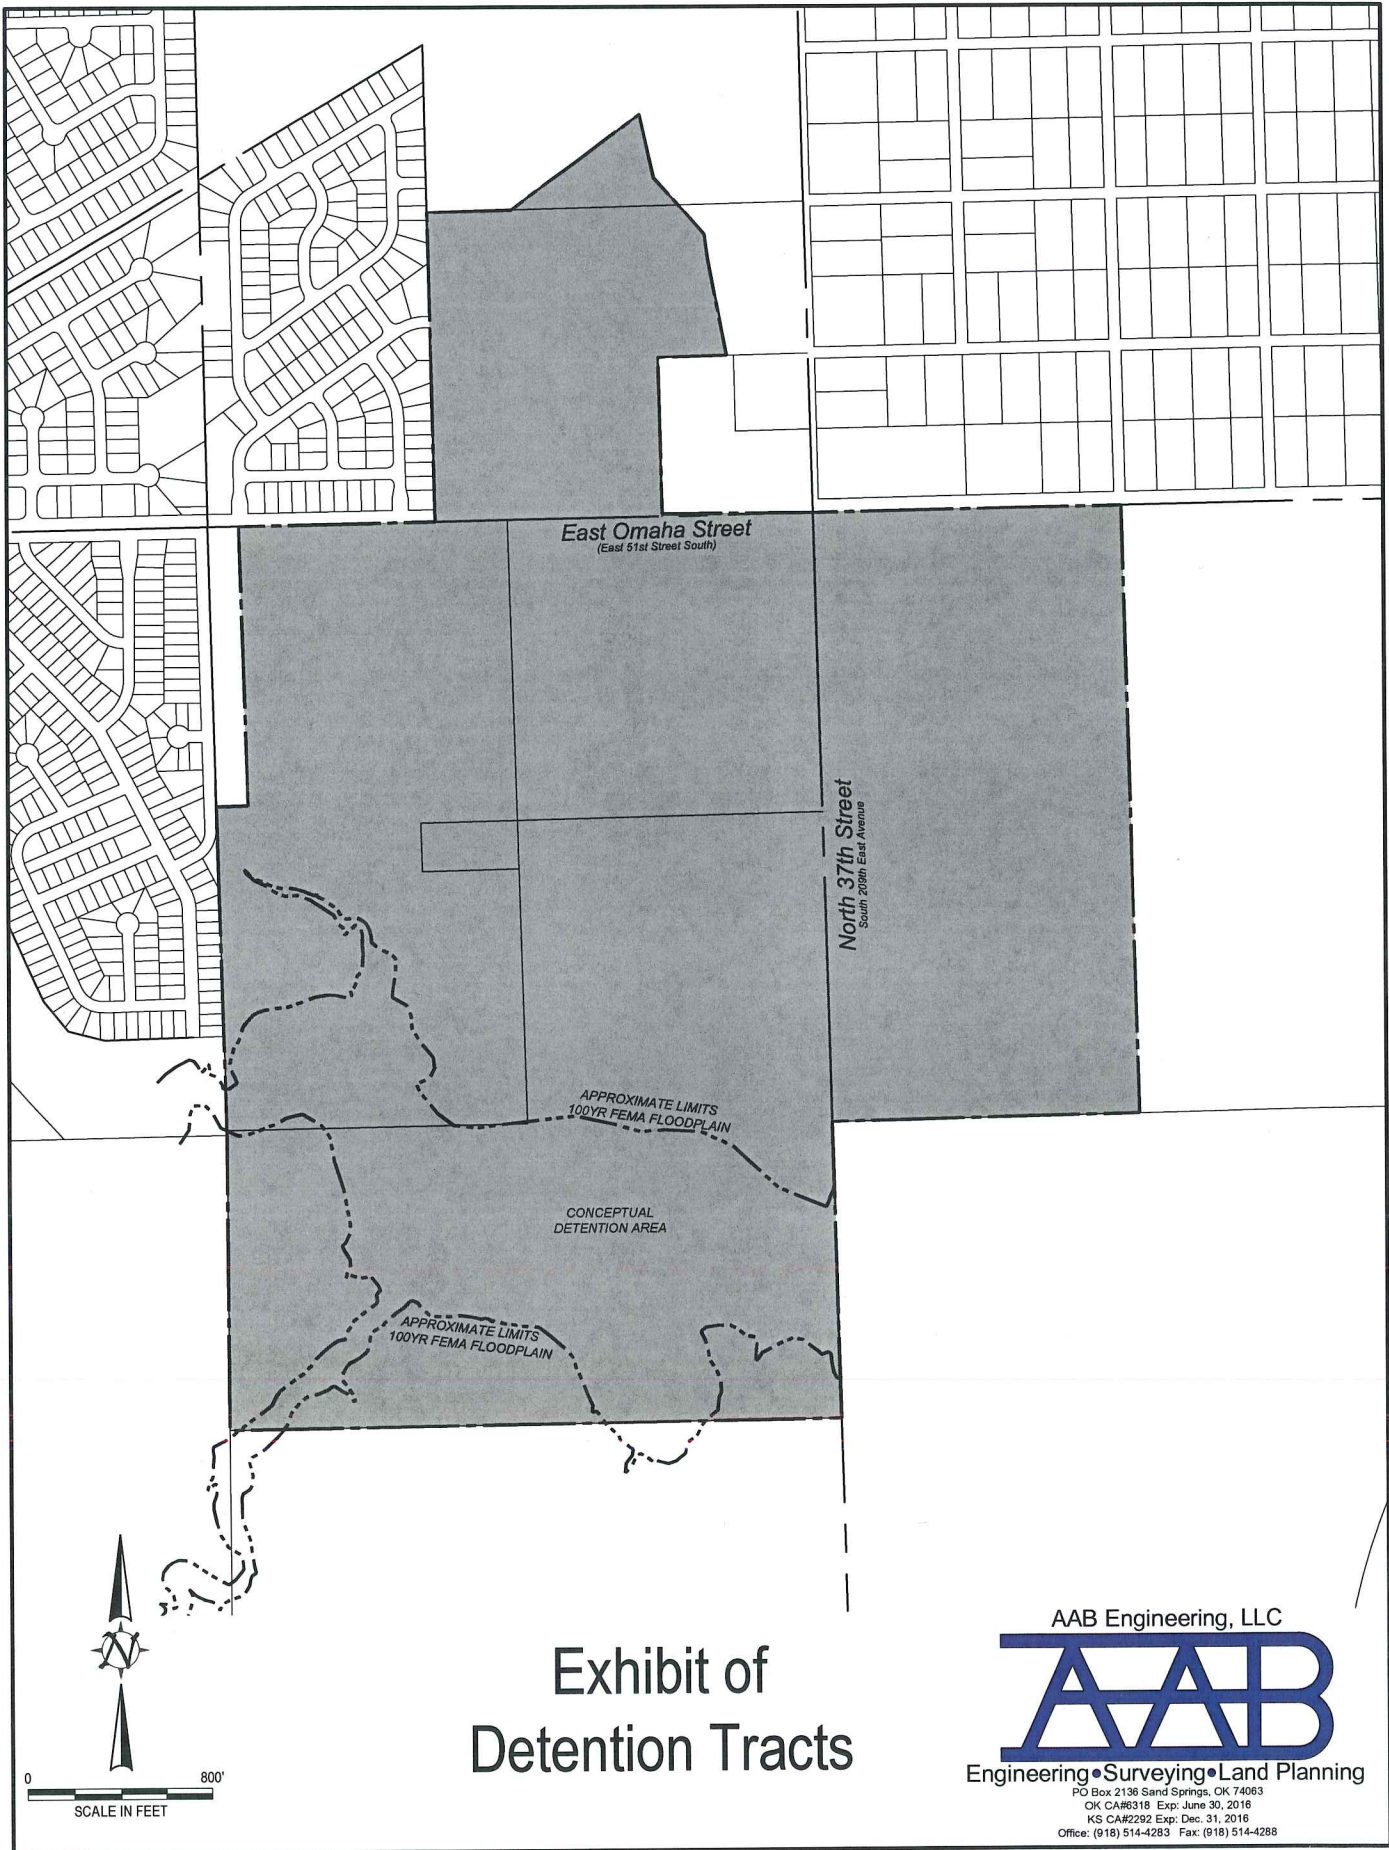 East Omaha Street
(East 51st Street South)
North 37th Street
South 209th East Avenue
APPROXIMATE LIMITS
100YR FEMA FLOODPLAIN
CONCEPTUAL
DETENTION AREA
APPROXIMATE LIMITS
100YR FEMA FLOODPLAIN
N
0 800'
SCALE IN FEET
Exhibit of
Detention Tracts
AAB Engineering, LLC
AAB
Engineering•Surveying•Land Planning
PO Box 2136 Sand Springs, OK 74063
OK CA#6318 Exp: June 30, 2016
KS CA#2292 Exp: Dec. 31, 2016
Office: (918) 514-4283 Fax: (918) 514-4288